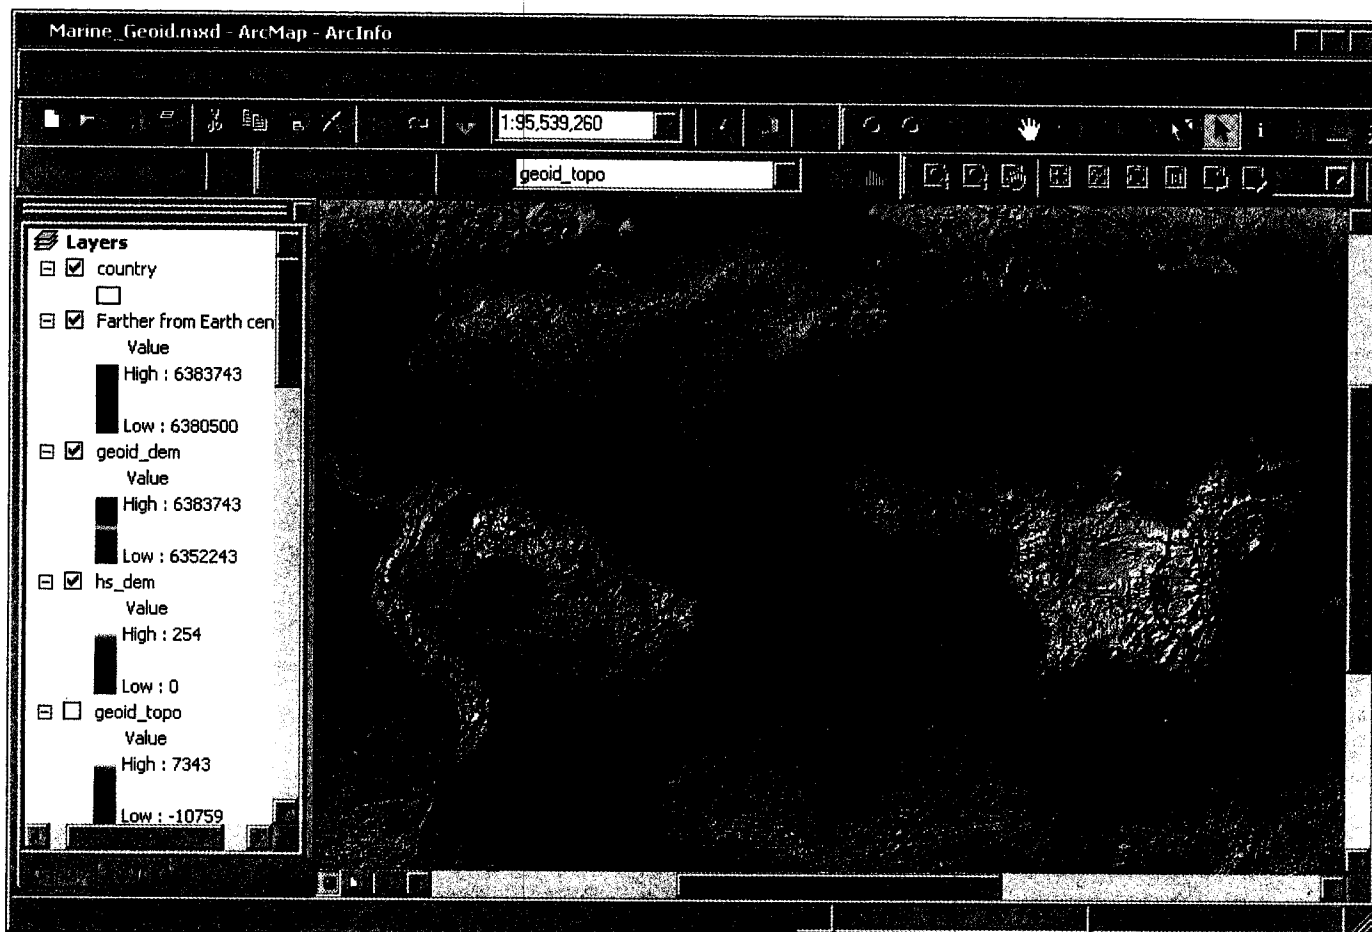 Marine_Geoid.mxd - ArcMap - ArcInfo
1:95,539,260
geoid_topo
Layers
country
Farther from Earth cen
Value
High : 6383743
Low : 6380500
geoid_dem
Value
High : 6383743
Low : 6352243
hs_dem
Value
High : 254
Low : 0
geoid_topo
Value
High : 7343
Low : -10759